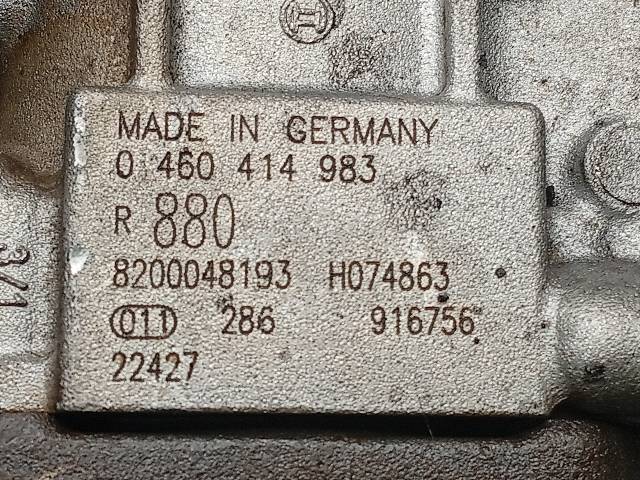 MADE IN GERMANY
0 460 414 983
R 880
8200048193 H074863
011 286 916756
22427